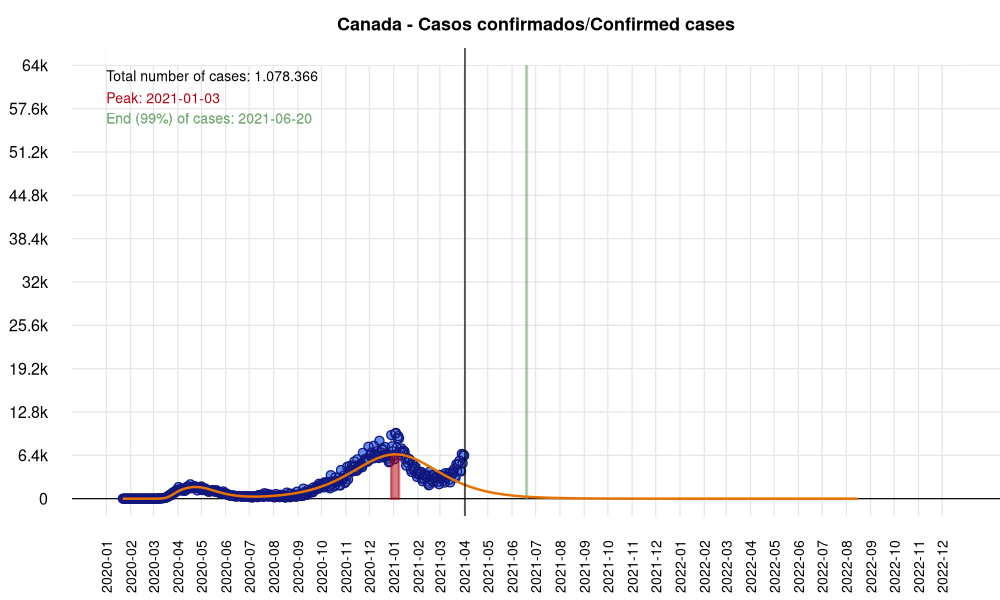 Canada - Casos confirmados/Confirmed cases
Total number of cases: 1.078.366
Peak: 2021-01-03
End (99%) of cases: 2021-06-20
64k
57.6k
51.2k
44.8k
38.4k
32k
25.6k
19.2k
12.8k
6.4k
0
2020-01
2020-02
2020-03
2020-04
2020-05
2020-06
2020-07
2020-08
2020-09
2020-10
2020-11
2020-12
2021-01
2021-02
2021-03
2021-04
2021-05
2021-06
2021-07
2021-08
2021-09
2021-10
2021-11
2021-12
2022-01
2022-02
2022-03
2022-04
2022-05
2022-06
2022-07
2022-08
2022-09
2022-10
2022-11
2022-12